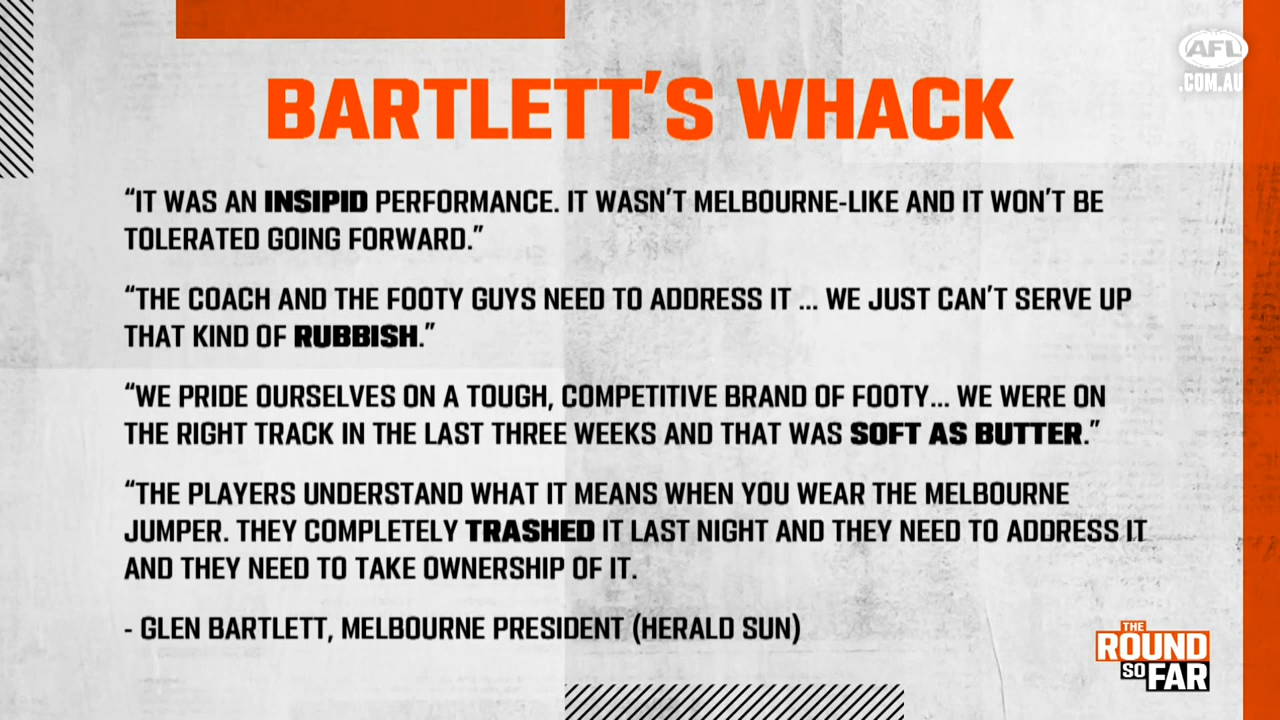 AFL
.COM.AU
BARTLETT'S WHACK
“IT WAS AN INSIPID PERFORMANCE. IT WASN'T MELBOURNE-LIKE AND IT WON'T BE
TOLERATED GOING FORWARD.”
“THE COACH AND THE FOOTY GUYS NEED TO ADDRESS IT ... WE JUST CAN'T SERVE UP
THAT KIND OF RUBBISH.”
“WE PRIDE OURSELVES ON A TOUGH, COMPETITIVE BRAND OF FOOTY... WE WERE ON
THE RIGHT TRACK IN THE LAST THREE WEEKS AND THAT WAS SOFT AS BUTTER.”
“THE PLAYERS UNDERSTAND WHAT IT MEANS WHEN YOU WEAR THE MELBOURNE
JUMPER. THEY COMPLETELY TRASHED IT LAST NIGHT AND THEY NEED TO ADDRESS IT
AND THEY NEED TO TAKE OWNERSHIP OF IT.
- GLEN BARTLETT, MELBOURNE PRESIDENT (HERALD SUN)
THE
ROUND
SO FAR